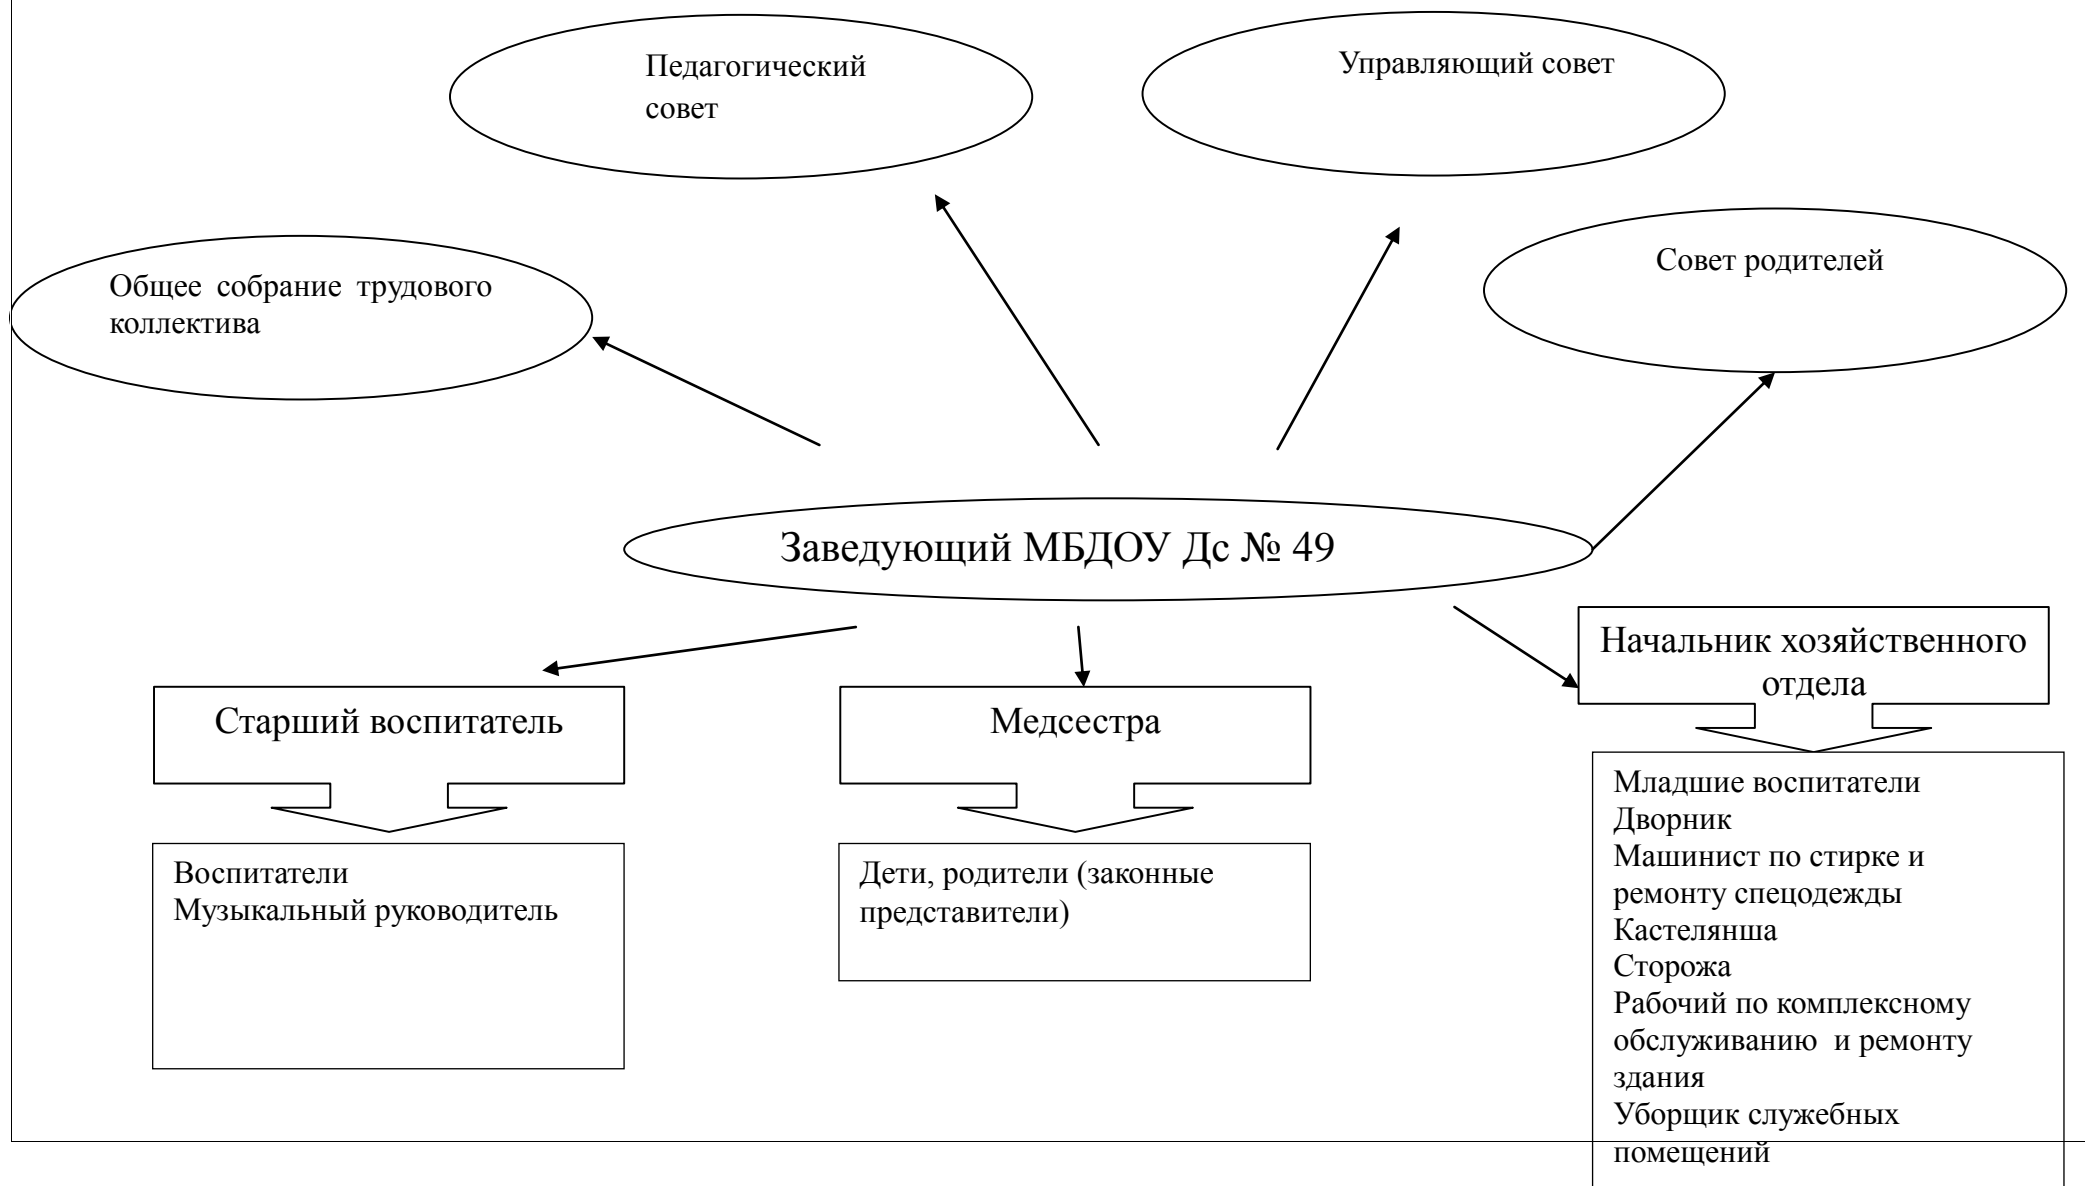 Педагогический
совет
Управляющий совет
Общее собрание трудового
коллектива
Совет родителей
Заведующий МБДОУ Дс № 49
Старший воспитатель
Медсестра
Начальник хозяйственного
отдела
Воспитатели
Музыкальный руководитель
Дети, родители (законные
представители)
Младшие воспитатели
Дворник
Машинист по стирке и
ремонту спецодежды
Кастелянша
Сторожа
Рабочий по комплексному
обслуживанию и ремонту
здания
Уборщик служебных
помещений